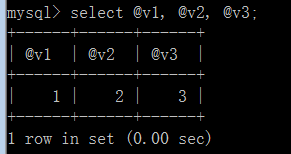 mysql> select @v1, @v2, @v3;
+------+------+------+
| @v1  | @v2  | @v3  |
+------+------+------+
|    1 |    2 |    3 |
+------+------+------+
1 row in set (0.00 sec)